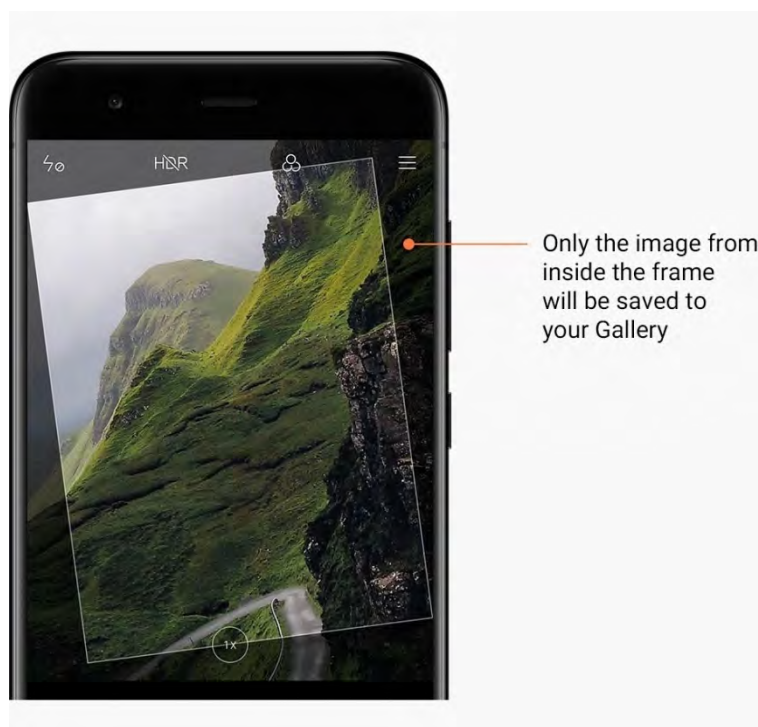 HDR
1X
Only the image from
inside the frame
will be saved to
your Gallery